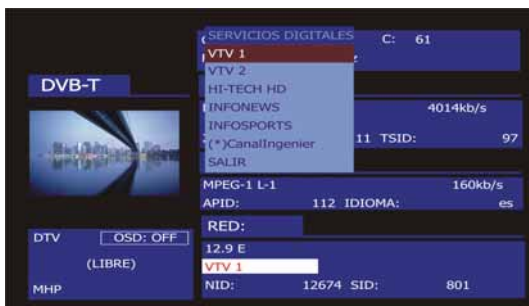 SERVICIOS DIGITALES
C: 61
VTV 1
VTV 2
DVB-T
HI-TECH HD
INFONEWS
4014kb/s
INFOSPORTS
(*)CanalIngenier
11 TSID: 97
SALIR
MPEG-1 L-1 160kb/s
APID: 112 IDIOMA: es
RED:
DTV OSD: OFF
12.9 E
(LIBRE)
VTV 1
MHP
NID: 12674 SID: 801